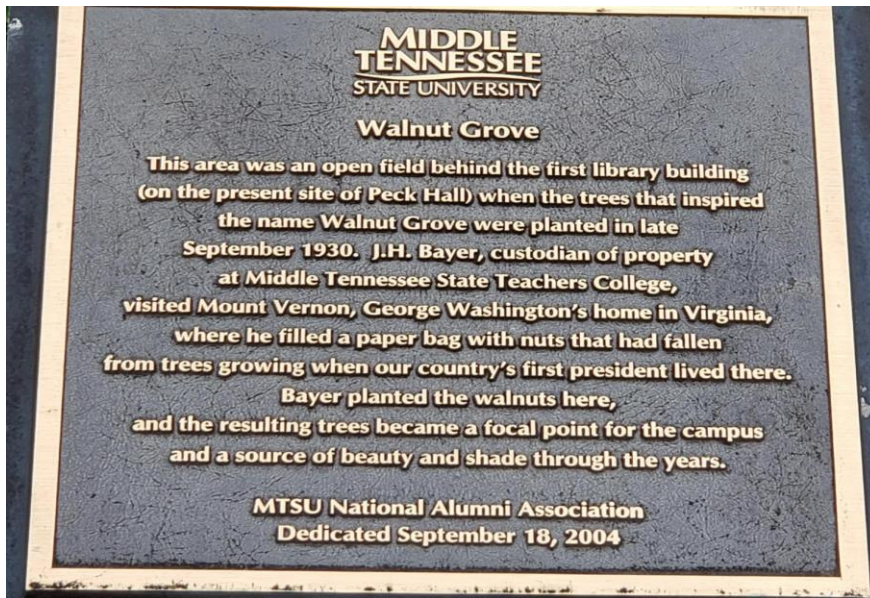 MIDDLE
TENNESSEE
STATE UNIVERSITY
Walnut Grove
This area was an open field behind the first library building
(on the present site of Peck Hall) when the trees that inspired
the name Walnut Grove were planted in late
September 1930. J.H. Bayer, custodian of property
at Middle Tennessee State Teachers College,
visited Mount Vernon, George Washington's home in Virginia,
where he filled a paper bag with nuts that had fallen
from trees growing when our country's first president lived there.
Bayer planted the walnuts here,
and the resulting trees became a focal point for the campus
and a source of beauty and shade through the years.
MTSU National Alumni Association
Dedicated September 18, 2004